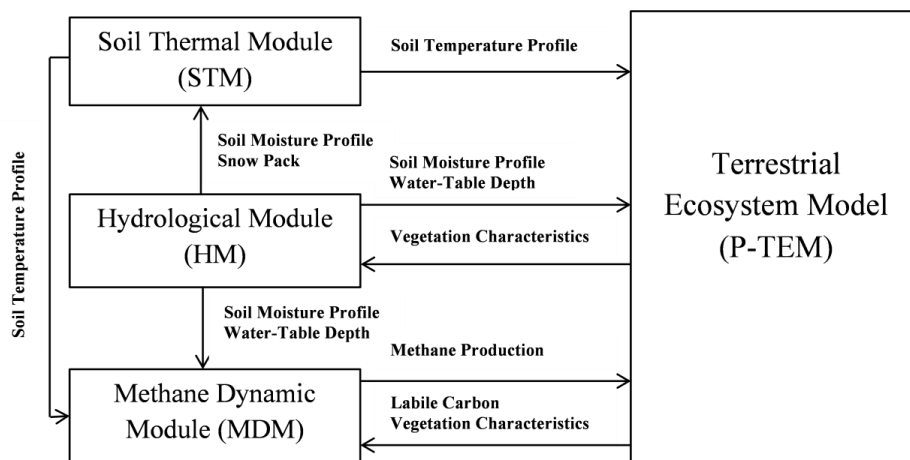 Soil Thermal Module
(STM)
Soil Temperature Profile
Soil Moisture Profile
Snow Pack
Soil Moisture Profile
Water-Table Depth
Terrestrial
Ecosystem Model
(P-TEM)
Hydrological Module
(HM)
Vegetation Characteristics
Soil Temperature Profile
Soil Moisture Profile
Water-Table Depth
Methane Production
Methane Dynamic
Module (MDM)
Labile Carbon
Vegetation Characteristics